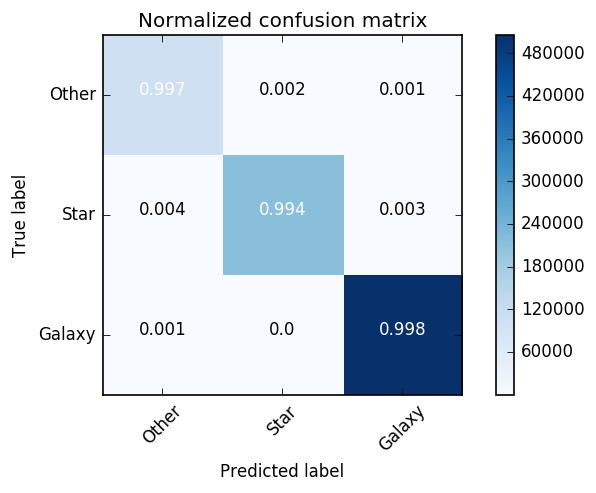 Normalized confusion matrix
True label
Other 0.997 0.002 0.001
Star 0.004 0.994 0.003
Galaxy 0.001 0.0 0.998
Other Star Galaxy
Predicted label
480000
420000
360000
300000
240000
180000
120000
60000